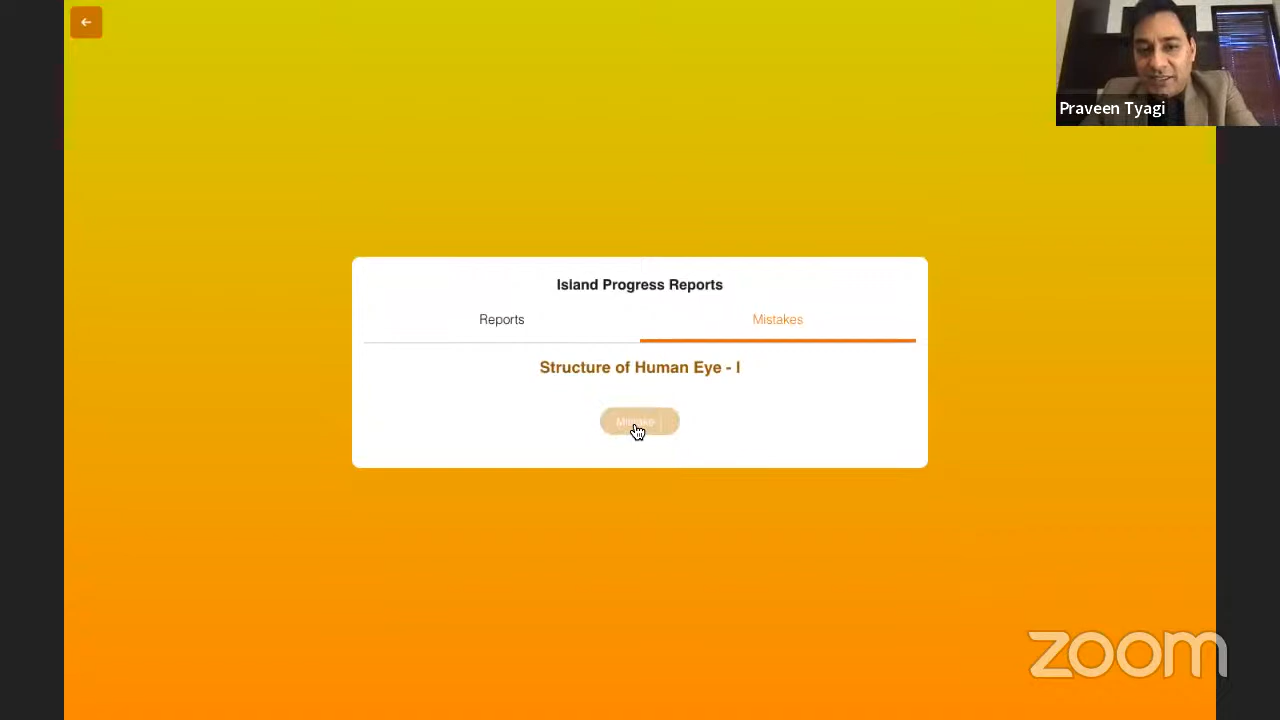 Praveen Tyagi
Island Progress Reports
Reports
Mistakes
Structure of Human Eye - I
zoom